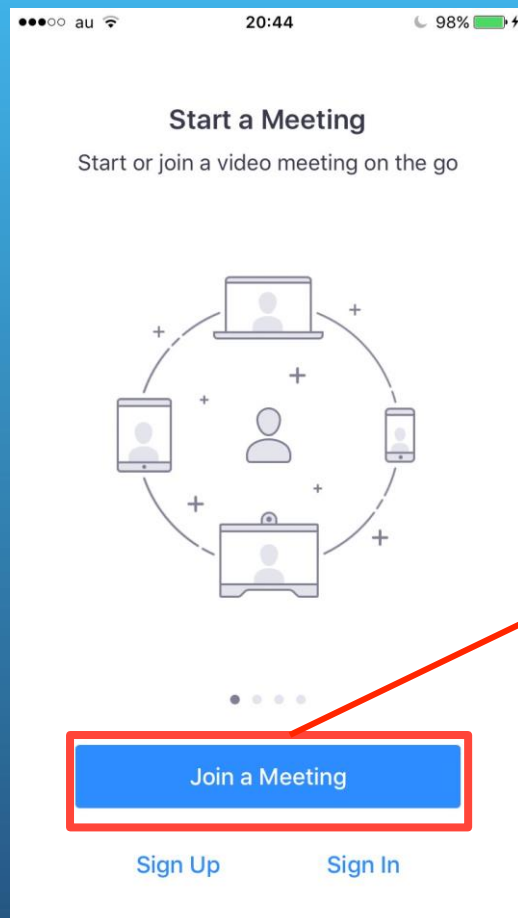 au 20:44 98%
Start a Meeting
Start or join a video meeting on the go
Join a Meeting
Sign Up Sign In